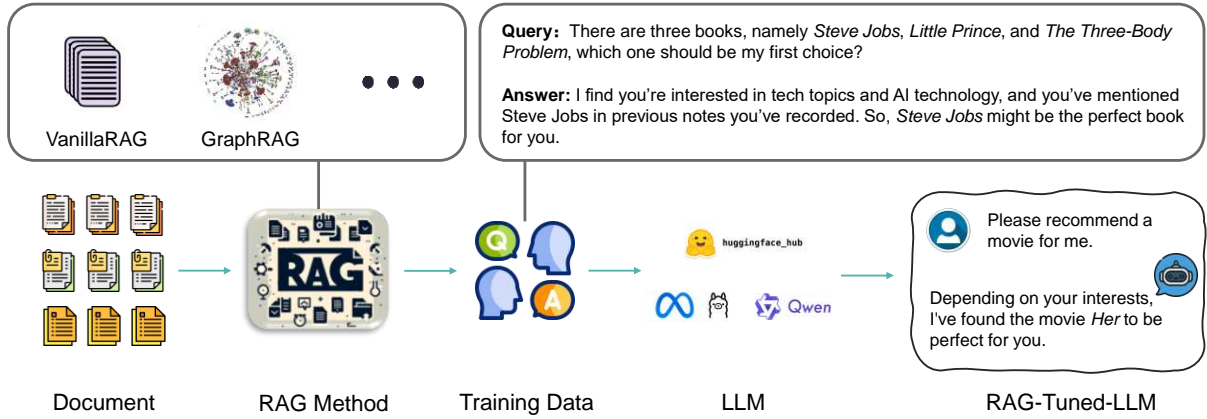 VanillaRAG
GraphRAG
Query: There are three books, namely Steve Jobs, Little Prince, and The Three-Body
Problem, which one should be my first choice?
Answer: I find you're interested in tech topics and AI technology, and you've mentioned
Steve Jobs in previous notes you've recorded. So, Steve Jobs might be the perfect book
for you.
RAG
Q
A
huggingface_hub
Qwen
Please recommend a
movie for me.
Depending on your interests,
I've found the movie Her to be
perfect for you.
Document
RAG Method
Training Data
LLM
RAG-Tuned-LLM